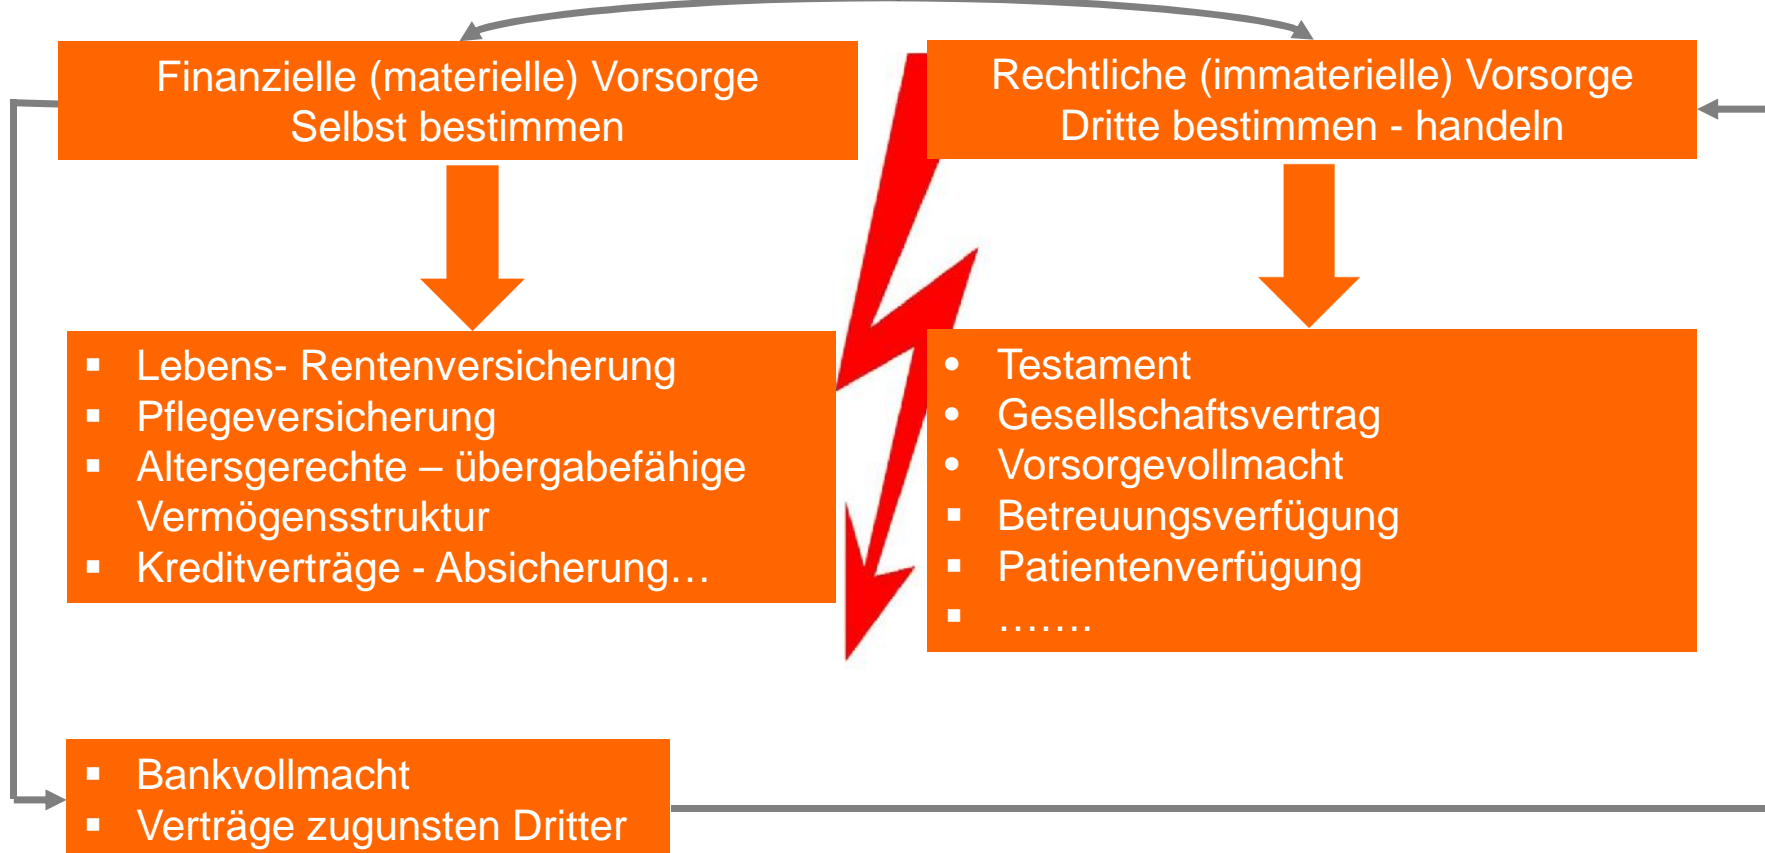 Finanzielle (materielle) Vorsorge
Selbst bestimmen
Rechtliche (immaterielle) Vorsorge
Dritte bestimmen - handeln
▪ Lebens- Rentenversicherung
▪ Pflegeversicherung
▪ Altersgerechte – übergabefähige
Vermögensstruktur
▪ Kreditverträge - Absicherung…
• Testament
• Gesellschaftsvertrag
• Vorsorgevollmacht
▪ Betreuungsverfügung
▪ Patientenverfügung
▪ …….
▪ Bankvollmacht
▪ Verträge zugunsten Dritter